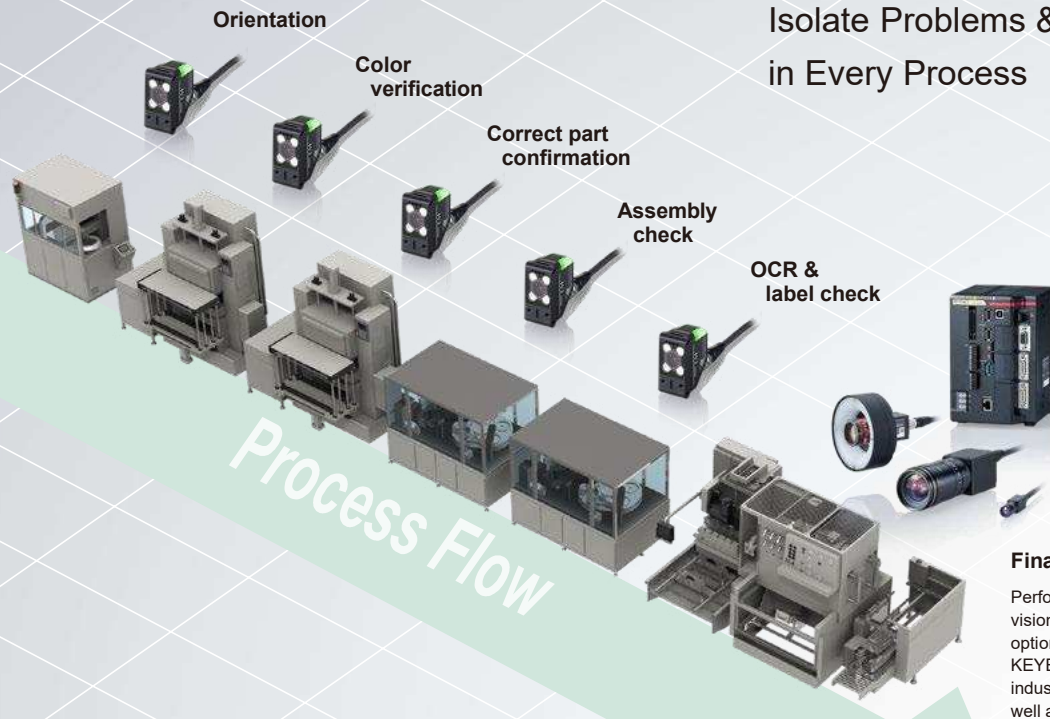 Isolate Problems &
in Every Process
Orientation
Color
verification
Correct part
confirmation
Assembly
check
OCR &
label check
Process Flow
Fina
Perfo
vision
option
KEYE
indus
well a